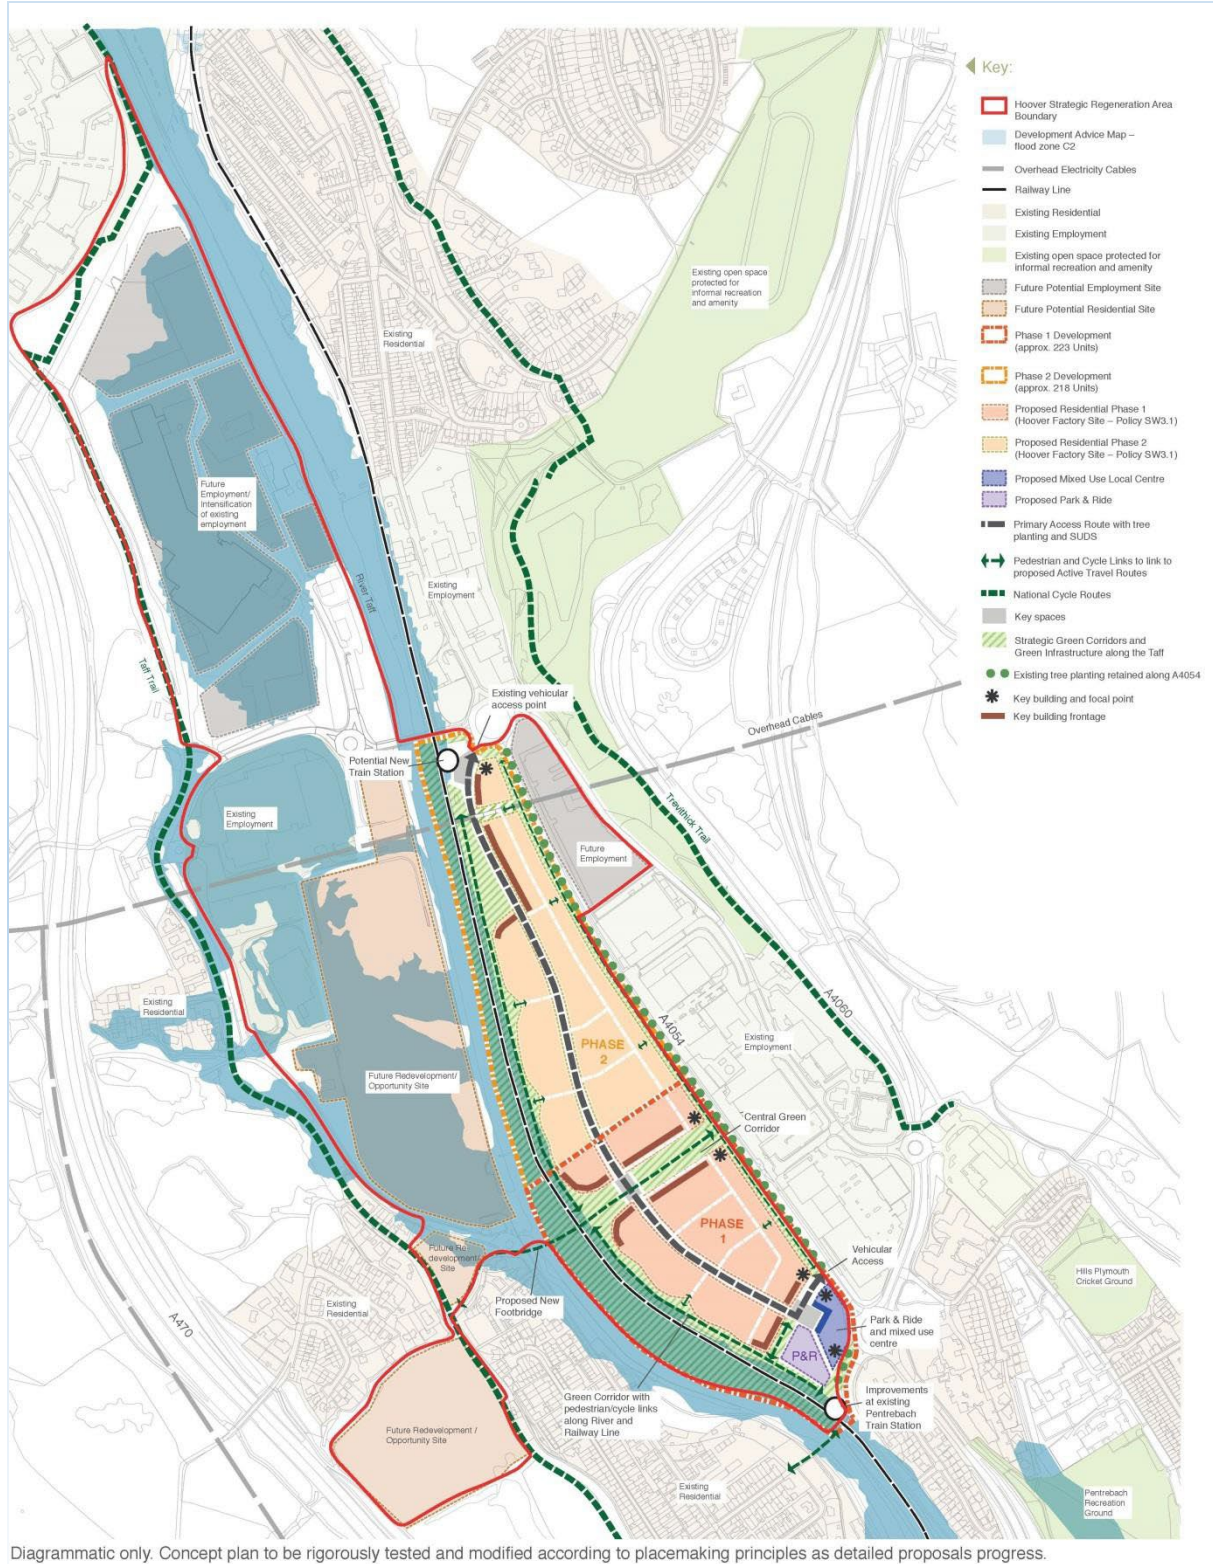 Key:
Hoover Strategic Regeneration Area
Boundary
Development Advice Map –
flood zone C2
Overhead Electricity Cables
Railway Line
Existing Residential
Existing Employment
Existing open space protected for
informal recreation and amenity
Future Potential Employment Site
Future Potential Residential Site
Phase 1 Development
(approx. 223 Units)
Phase 2 Development
(approx. 218 Units)
Proposed Residential Phase 1
(Hoover Factory Site – Policy SW3.1)
Proposed Residential Phase 2
(Hoover Factory Site – Policy SW3.1)
Proposed Mixed Use Local Centre
Proposed Park & Ride
Primary Access Route with tree
planting and SUDS
Pedestrian and Cycle Links to link to
proposed Active Travel Routes
National Cycle Routes
Key spaces
Strategic Green Corridors and
Green Infrastructure along the Taff
Existing tree planting retained along A4054
Key building and focal point
Key building frontage
Existing open space
protected for
informal recreation
and amenity
Existing
Residential
Future
Employment/
Intensification
of existing
employment
River Taff
Existing
Employment
Taff Trail
Existing vehicular
access point
Overhead Cables
Potential New
Train Station
Trevithick Trail
Existing
Employment
Future
Employment
A4060
Existing
Residential
A4054
Existing
Employment
PHASE
2
Future Redevelopment/
Opportunity Site
Central Green
Corridor
PHASE
1
Vehicular
Access
Future Re-
development/
Site
Hills Plymouth
Cricket Ground
Existing
Residential
Proposed New
Footbridge
A470
Park & Ride
and mixed use
centre
P&R
Green Corridor with
pedestrian/cycle links
along River and
Railway Line
Improvements
at existing
Pentrebach
Train Station
Future Redevelopment /
Opportunity Site
Existing
Residential
Pentrebach
Recreation
Ground
Diagrammatic only. Concept plan to be rigorously tested and modified according to placemaking principles as detailed proposals progress.